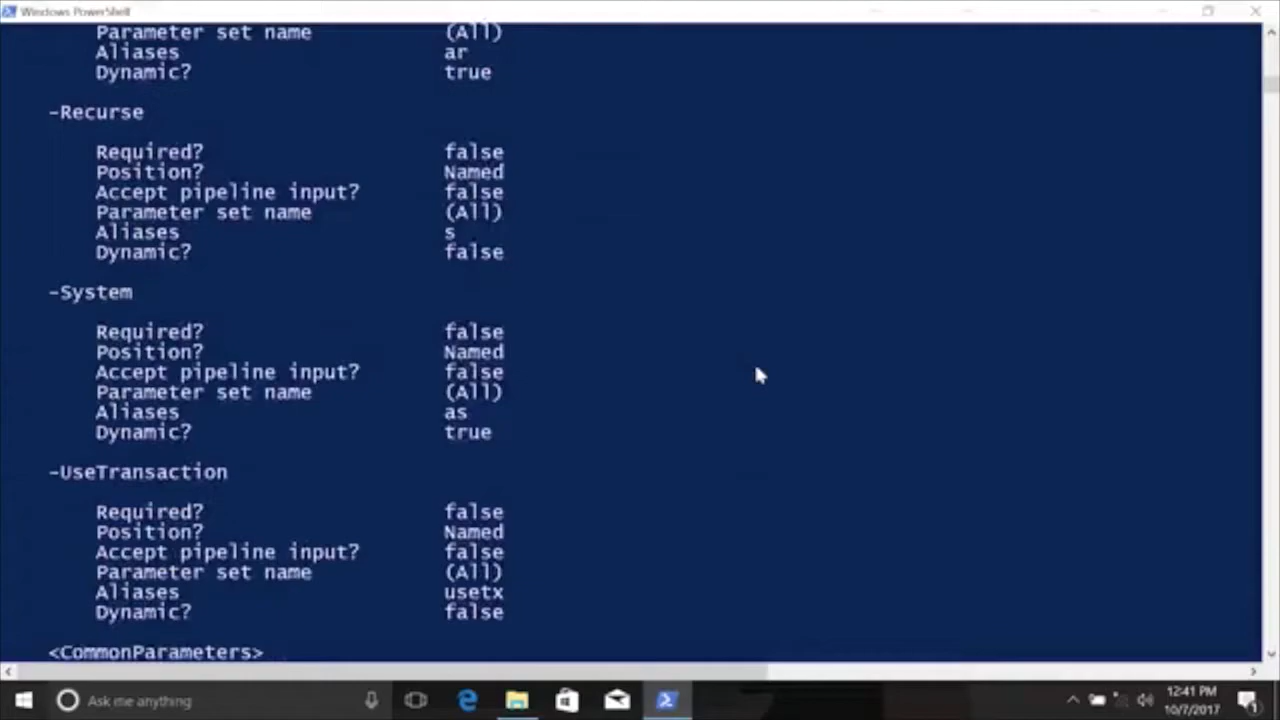 Windows PowerShell
Parameter set name (All)
Aliases ar
Dynamic? true
-Recurse
Required? false
Position? Named
Accept pipeline input? false
Parameter set name (All)
Aliases s
Dynamic? false
-System
Required? false
Position? Named
Accept pipeline input? false
Parameter set name (All)
Aliases as
Dynamic? true
-UseTransaction
Required? false
Position? Named
Accept pipeline input? false
Parameter set name (All)
Aliases usetx
Dynamic? false
<CommonParameters>
Ask me anything
12:41 PM
10/7/2017
1